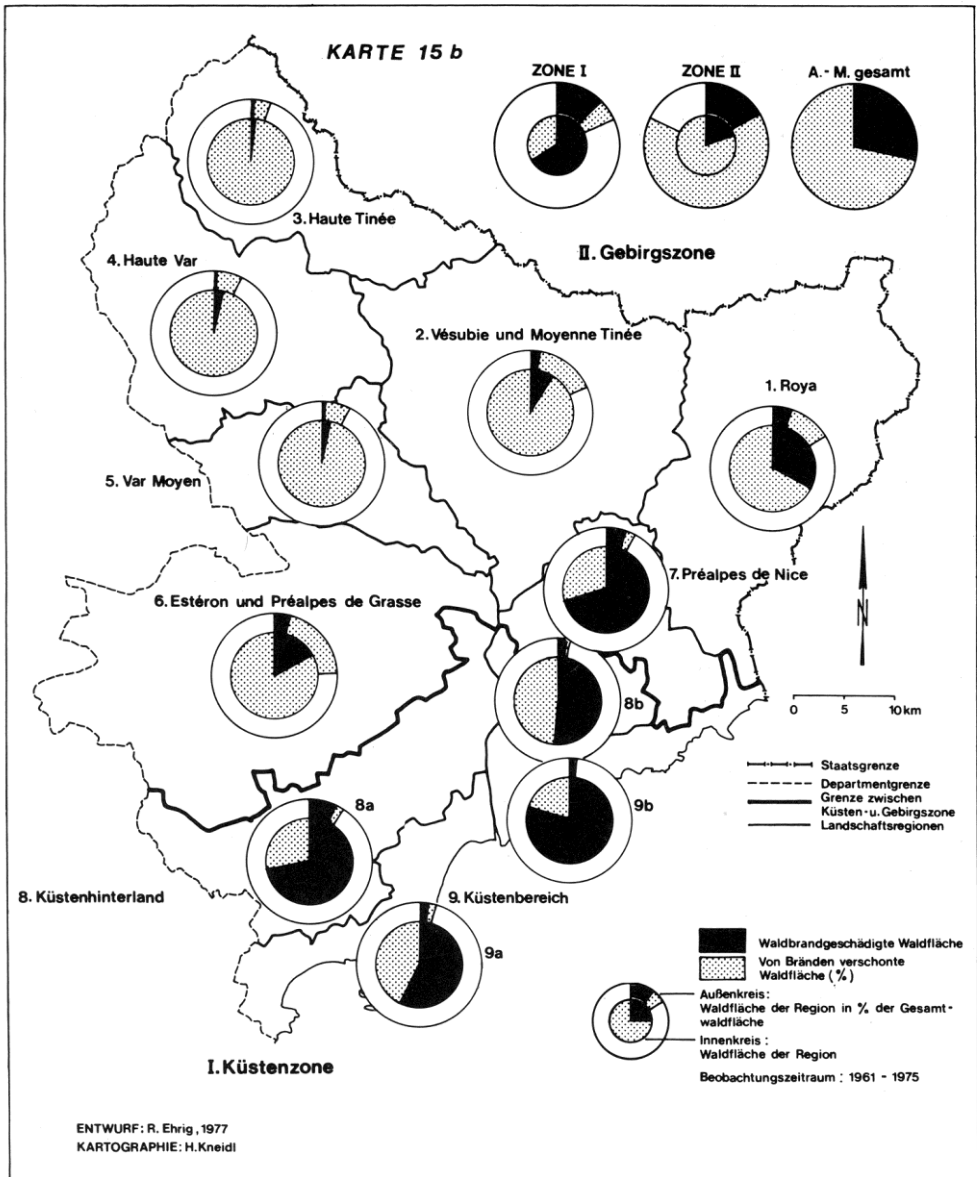 KARTE 15 b
ZONE I
ZONE II
A.-M. gesamt
3. Haute Tinée
II. Gebirgszone
4. Haute Var
2. Vésubie und Moyenne Tinée
1. Roya
5. Var Moyen
7. Préalpes de Nice
6. Estéron und Préalpes de Grasse
N
8b
0 5 10 km
Staatsgrenze
Departmentgrenze
Grenze zwischen
Küsten-u. Gebirgszone
Landschaftsregionen
8a
9b
8. Küstenhinterland
9. Küstenbereich
9a
Waldbrandgeschädigte Waldfläche
Von Bränden verschonte
Waldfläche (%)
Außenkreis:
Waldfläche der Region in % der Gesamt-
waldfläche
Innenkreis:
Waldfläche der Region
I. Küstenzone
Beobachtungszeitraum: 1961 - 1975
ENTWURF: R. Ehrig, 1977
KARTOGRAPHIE: H. Kneidl